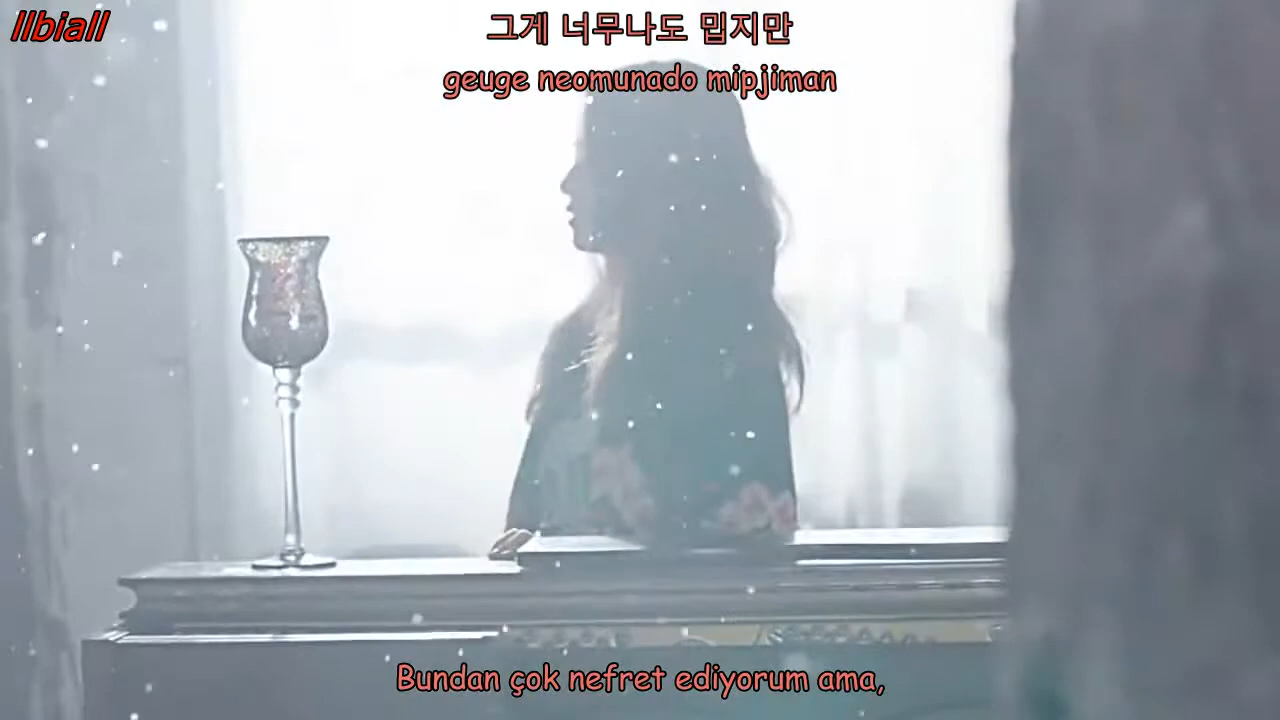 llbiall
그게 너무나도 밉지만
geuge neomunado mipjiman
Bundan çok nefret ediyorum ama,